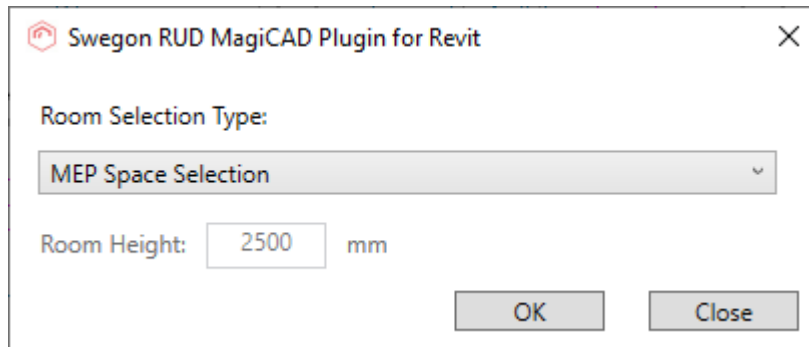 Swegon RUD MagiCAD Plugin for Revit
Room Selection Type:
MEP Space Selection
Room Height: 2500 mm
OK Close